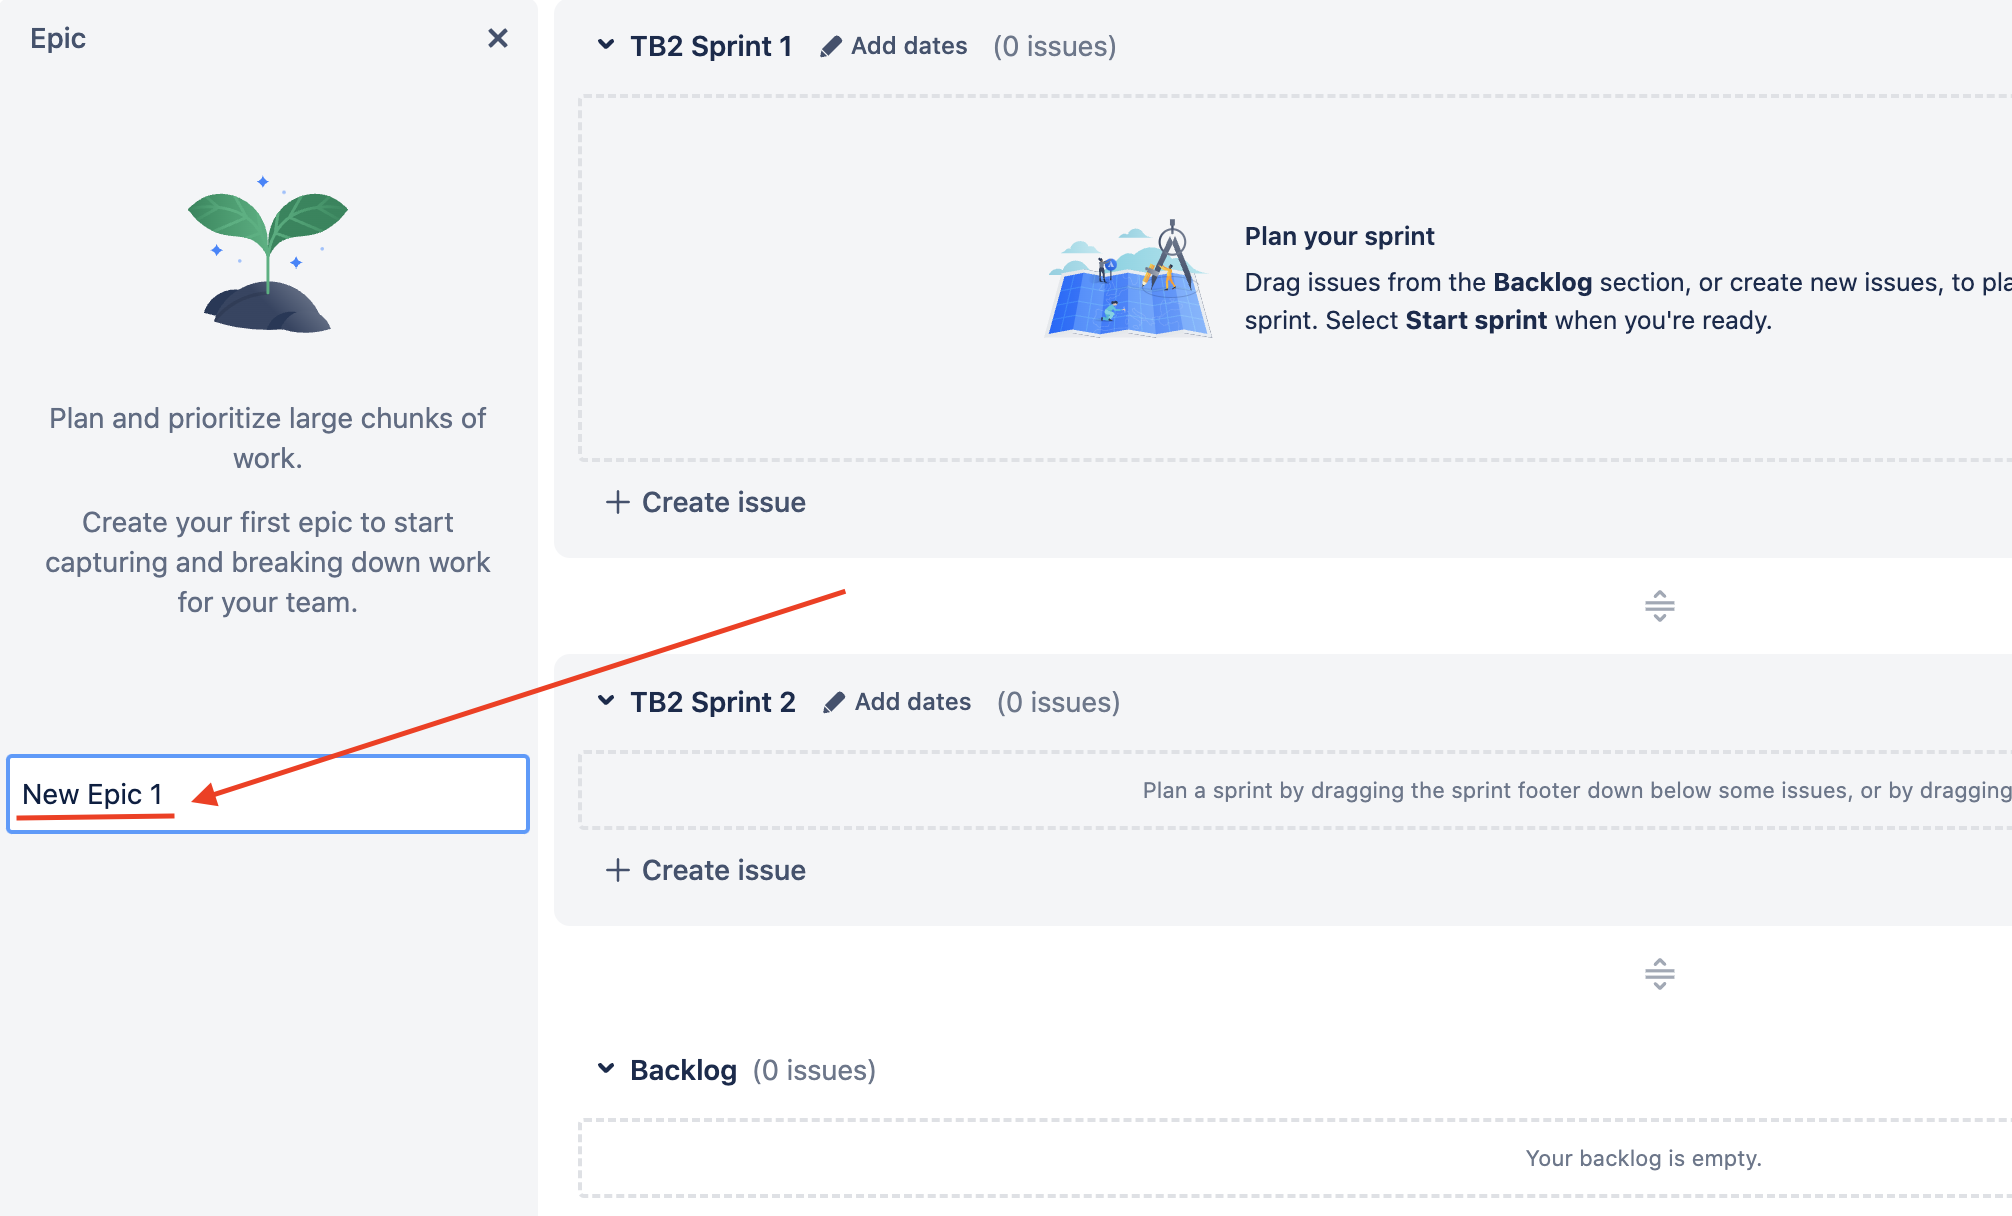 Epic
Plan and prioritize large chunks of
work.
Create your first epic to start
capturing and breaking down work
for your team.
New Epic 1
TB2 Sprint 1 Add dates (0 issues)
Plan your sprint
Drag issues from the Backlog section, or create new issues, to pla
sprint. Select Start sprint when you're ready.
Create issue
TB2 Sprint 2 Add dates (0 issues)
Plan a sprint by dragging the sprint footer down below some issues, or by dragging
Create issue
Backlog (0 issues)
Your backlog is empty.